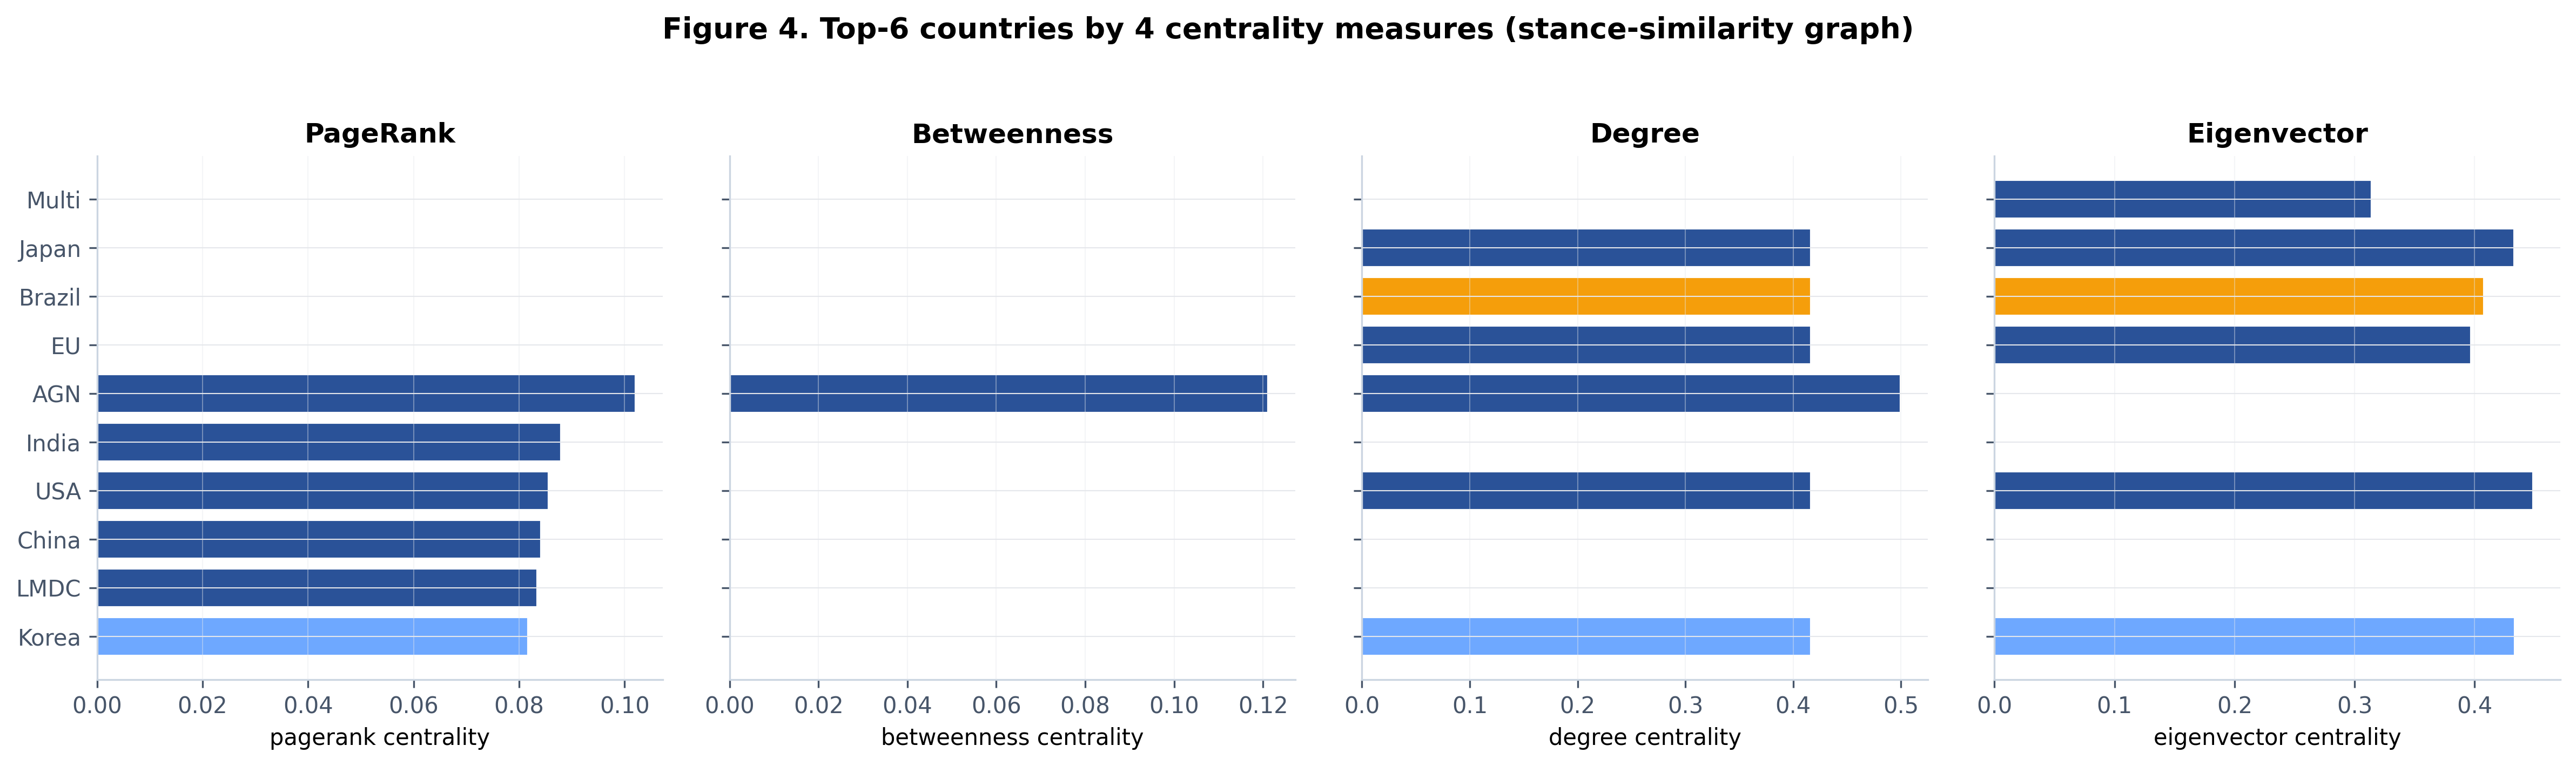 Figure 4. Top-6 countries by 4 centrality measures (stance-similarity graph)
PageRank
Betweenness
Degree
Eigenvector
Multi
Japan
Brazil
EU
AGN
India
USA
China
LMDC
Korea
0.00 0.02 0.04 0.06 0.08 0.10
0.00 0.02 0.04 0.06 0.08 0.10 0.12
0.0 0.1 0.2 0.3 0.4 0.5
0.0 0.1 0.2 0.3 0.4
pagerank centrality
betweenness centrality
degree centrality
eigenvector centrality